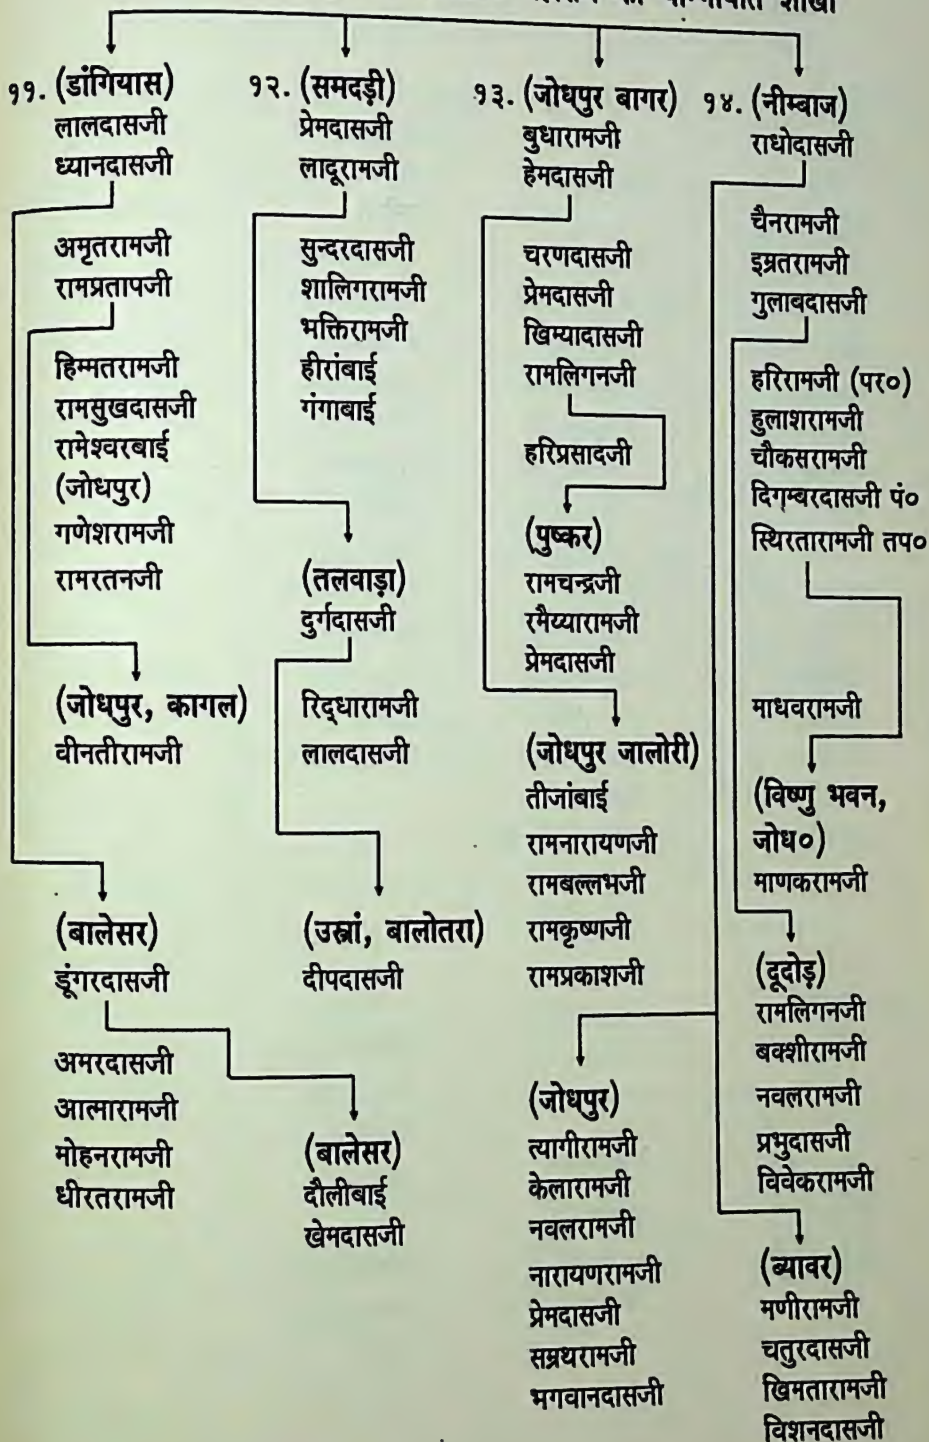 शाखा
११. (डांगियास)
लालदासजी
ध्यानदासजी
अमृतरामजी
रामप्रतापजी
हिम्मतरामजी
रामसुखदासजी
रामेश्वरबाई
(जोधपुर)
गणेशरामजी
रामरतनजी
(जोधपुर, कागल)
वीनतीरामजी
(बालेसर)
डूंगरदासजी
अमरदासजी
आत्मारामजी
मोहनरामजी
धीरतरामजी
१२. (समदड़ी)
प्रेमदासजी
लादूरामजी
सुन्दरदासजी
शालिगरामजी
भक्तिरामजी
हीरांबाई
गंगाबाई
(तलवाड़ा)
दुर्गदासजी
रिद्धारामजी
लालदासजी
(उस्त्रां, बालोतरा)
दीपदासजी
(बालेसर)
दौलीबाई
खेमदासजी
१३. (जोधपुर बागर)
बुधारामजी
हेमदासजी
चरणदासजी
प्रेमदासजी
खिम्यादासजी
रामलिगनजी
हरिप्रसादजी
(पुष्कर)
रामचन्द्रजी
रमैय्यारामजी
प्रेमदासजी
(जोधपुर जालोरी)
तीजांबाई
रामनारायणजी
रामबल्लभजी
रामकृष्णजी
रामप्रकाशजी
(जोधपुर)
त्यागीरामजी
केलारामजी
नवलरामजी
नारायणरामजी
प्रेमदासजी
सम्रथरामजी
भगवानदासजी
१४. (नीम्बाज)
राधोदासजी
चैनरामजी
इम्रतरामजी
गुलाबदासजी
हरिरामजी (पर०)
हुलाशरामजी
चौकसरामजी
दिगम्बरदासजी पं०
स्थिरतारामजी तप०
माधवरामजी
(विष्णु भवन,
जोध०)
माणकरामजी
(दूदोड़)
रामलिगनजी
बक्शीरामजी
नवलरामजी
प्रभुदासजी
विवेकरामजी
(ब्यावर)
मणीरामजी
चतुरदासजी
खिमतारामजी
विशनदासजी